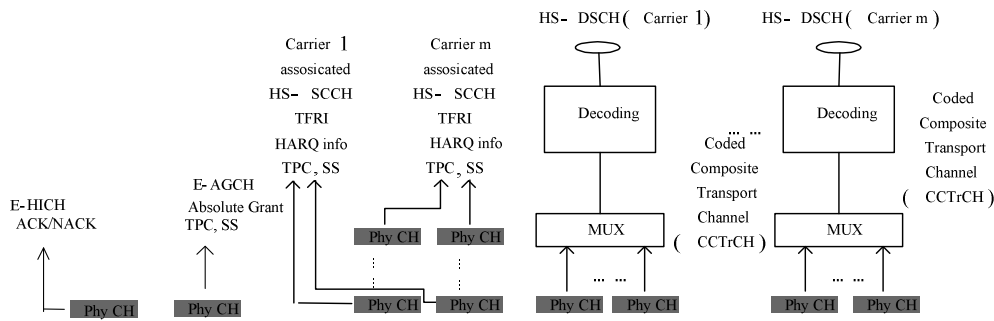 E-HICH
ACK/NACK
Phy CH
E-AGCH
Absolute Grant
TPC, SS
Phy CH
Carrier 1
assosicated
HS- SCCH
TFRI
HARQ info
TPC, SS
Carrier m
assosicated
HS- SCCH
TFRI
HARQ info
TPC, SS
Phy CH
Phy CH
Phy CH
Phy CH
HS- DSCH( Carrier 1)
Decoding
Coded
Composite
Transport
Channel
( CCTrCH)
MUX
... ...
Phy CH
Phy CH
... ...
HS- DSCH( Carrier m)
Decoding
Coded
Composite
Transport
Channel
( CCTrCH)
MUX
... ...
Phy CH
Phy CH